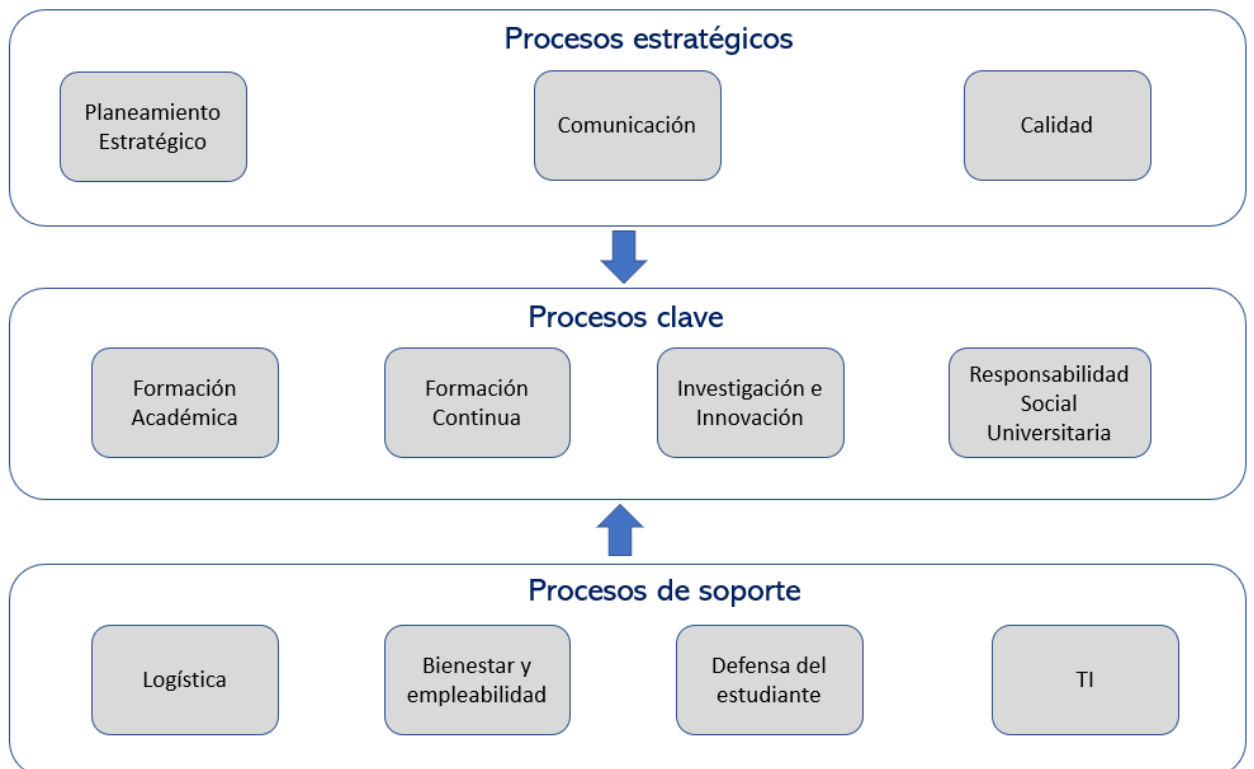 Procesos estratégicos
Planeamiento
Estratégico
Comunicación
Calidad
Procesos clave
Formación
Académica
Formación
Continua
Investigación e
Innovación
Responsabilidad
Social
Universitaria
Procesos de soporte
Logística
Bienestar y
empleabilidad
Defensa del
estudiante
TI